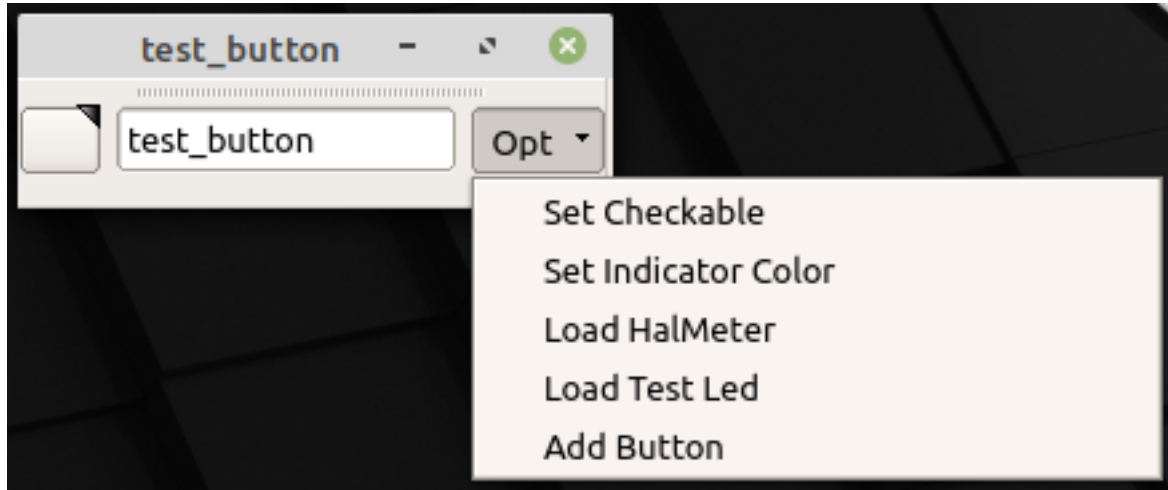 test_button
test_button
Opt
Set Checkable
Set Indicator Color
Load HalMeter
Load Test Led
Add Button